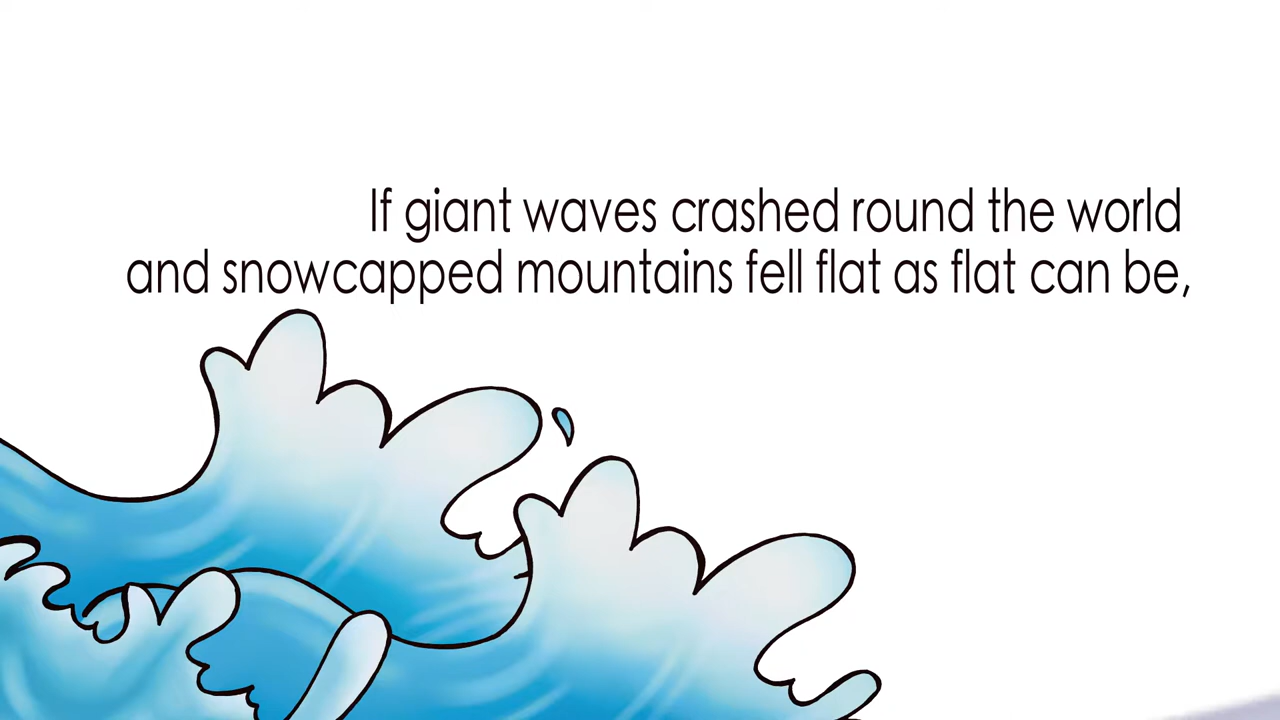 If giant waves crashed round the world
and snowcapped mountains fell flat as flat can be,